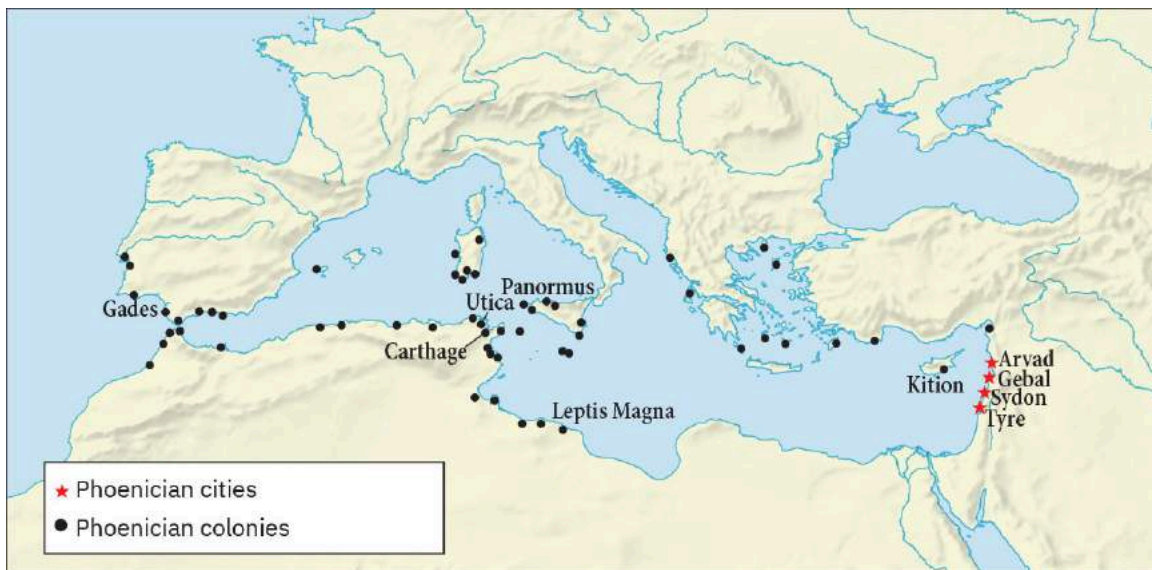 Panormus
Gades
Utica
Carthage
Arvad
Gebal
Kition
Sydon
Leptis Magna
Tyre
Phoenician cities
Phoenician colonies